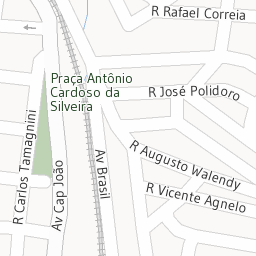 R Rafael Correia
Praça Antônio
Cardoso da
Silveira
R José Polidoro
R Carlos Tamagnini
Av Cap João
Av Brasil
R Augusto Walendy
R Vicente Agnelo